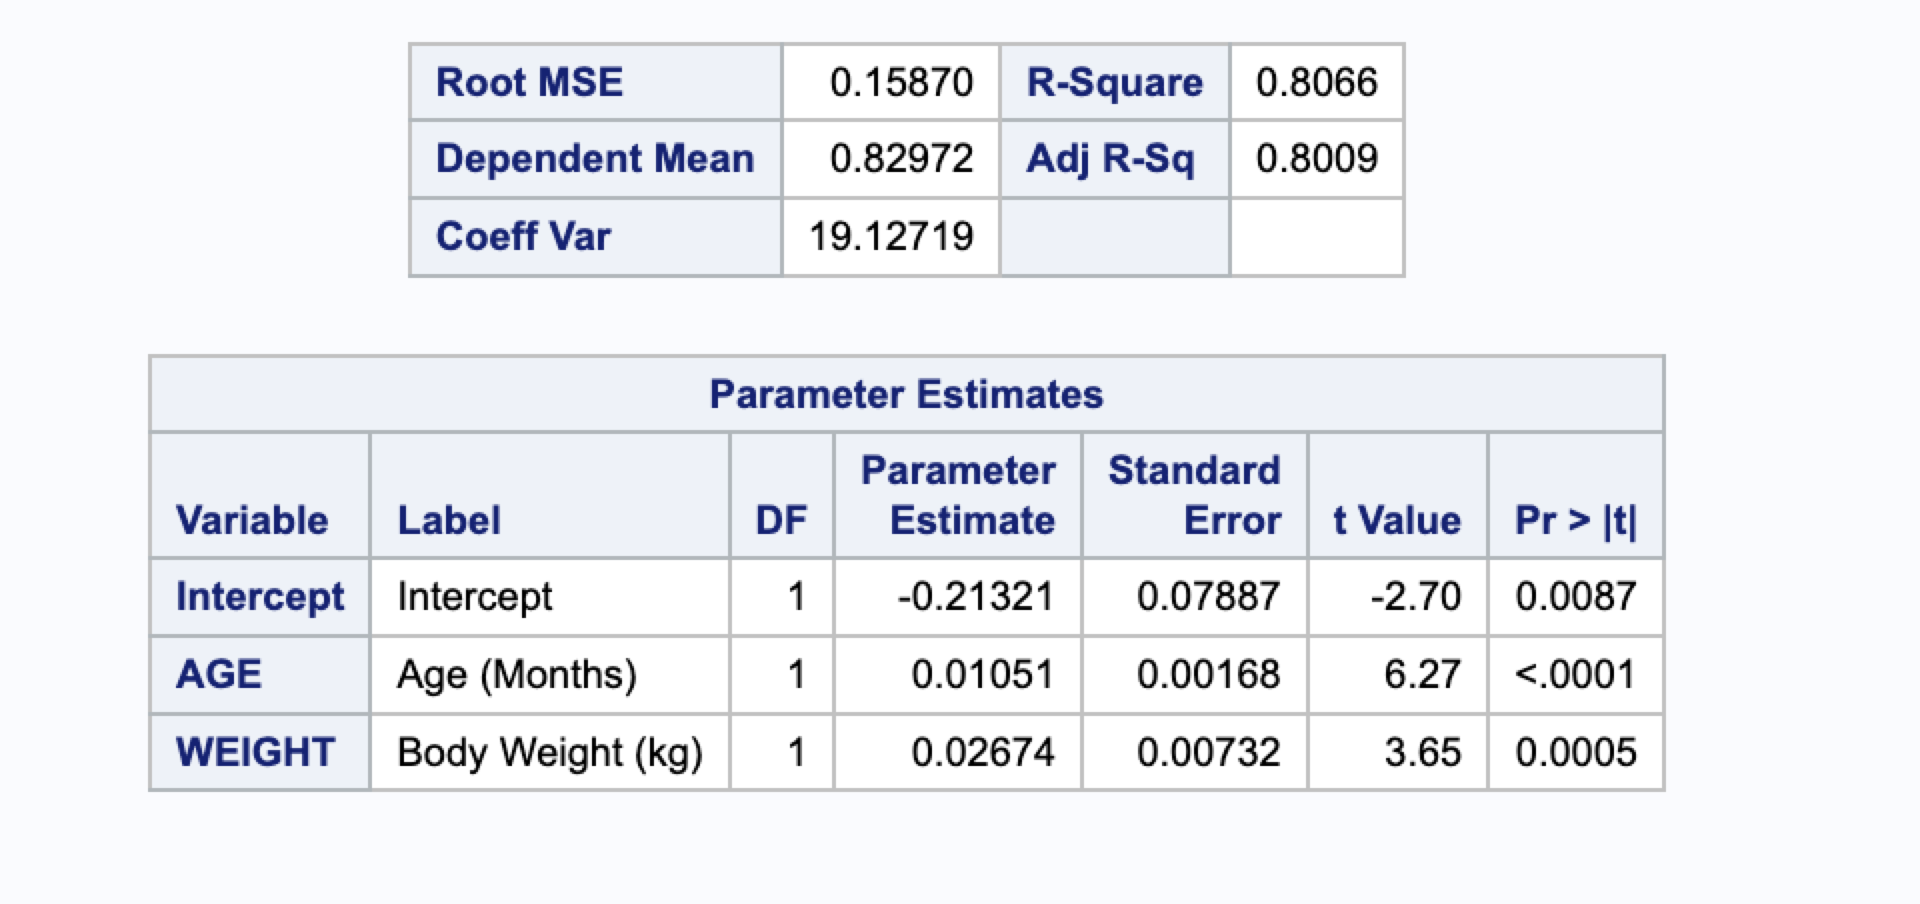 Root MSE 0.15870 R-Square 0.8066
Dependent Mean 0.82972 Adj R-Sq 0.8009
Coeff Var 19.12719
Parameter Estimates
Variable Label DF Parameter Estimate Standard Error t Value Pr > |t|
Intercept Intercept 1 -0.21321 0.07887 -2.70 0.0087
AGE Age (Months) 1 0.01051 0.00168 6.27 <.0001
WEIGHT Body Weight (kg) 1 0.02674 0.00732 3.65 0.0005